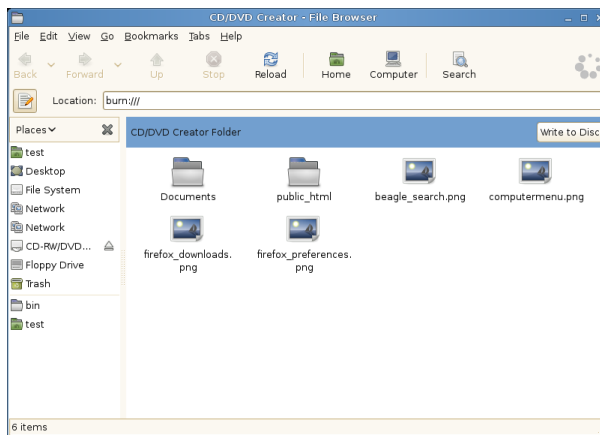 CD/DVD Creator - File Browser
File Edit View Go Bookmarks Tabs Help
Back Forward Up Stop Reload Home Computer Search
Location: burn:///
Places
CD/DVD Creator Folder
Write to Disc
test
Desktop
File System
Network
Network
CD-RW/DVD...
Floppy Drive
Trash
bin
test
Documents
public_html
beagle_search.png
computermenu.png
firefox_downloads.
png
firefox_preferences.
png
6 items